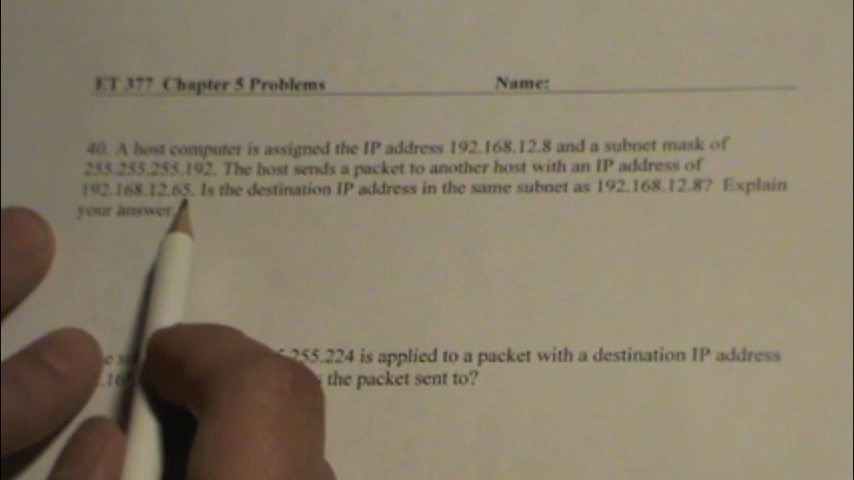 ET 377 Chapter 5 Problems Name:
40. A host computer is assigned the IP address 192.168.12.8 and a subnet mask of
255.255.255.192. The host sends a packet to another host with an IP address of
192.168.12.65. Is the destination IP address in the same subnet as 192.168.12.8? Explain
your answer.
.255.224 is applied to a packet with a destination IP address
the packet sent to?